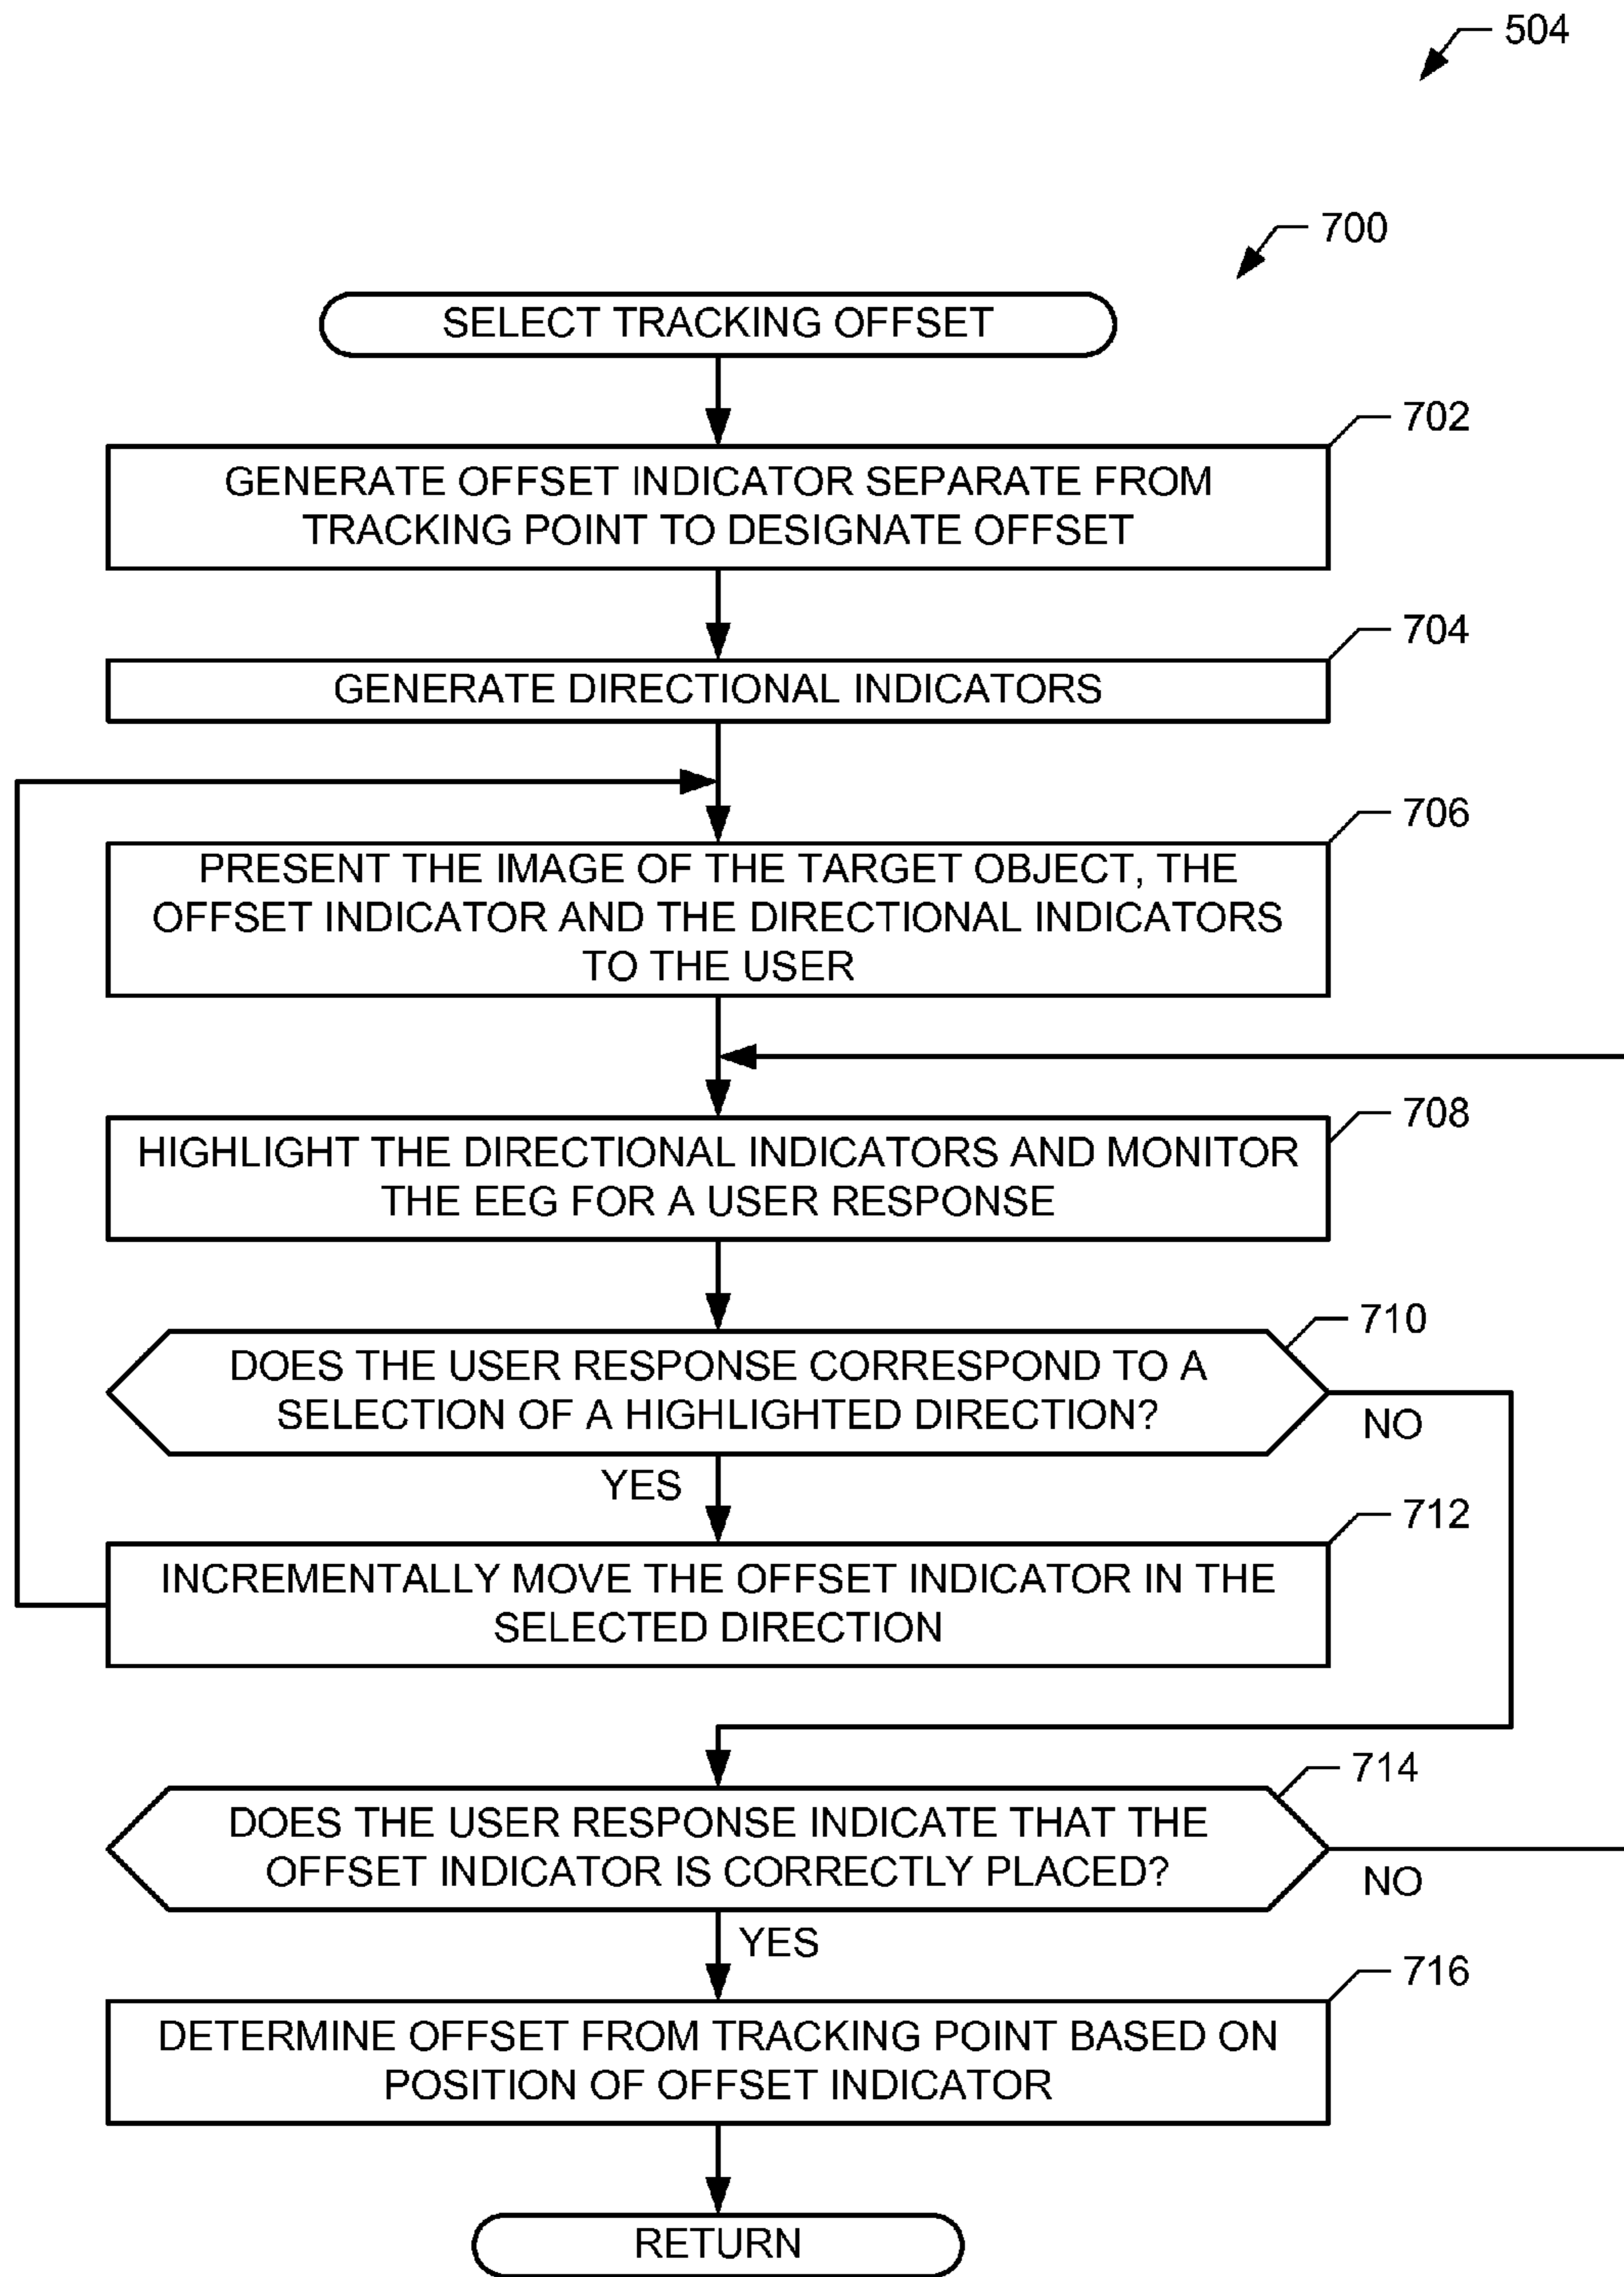 504
700
SELECT TRACKING OFFSET
702
GENERATE OFFSET INDICATOR SEPARATE FROM
TRACKING POINT TO DESIGNATE OFFSET
704
GENERATE DIRECTIONAL INDICATORS
706
PRESENT THE IMAGE OF THE TARGET OBJECT, THE
OFFSET INDICATOR AND THE DIRECTIONAL INDICATORS
TO THE USER
708
HIGHLIGHT THE DIRECTIONAL INDICATORS AND MONITOR
THE EEG FOR A USER RESPONSE
710
DOES THE USER RESPONSE CORRESPOND TO A
SELECTION OF A HIGHLIGHTED DIRECTION?
NO
YES
712
INCREMENTALLY MOVE THE OFFSET INDICATOR IN THE
SELECTED DIRECTION
714
DOES THE USER RESPONSE INDICATE THAT THE
OFFSET INDICATOR IS CORRECTLY PLACED?
NO
YES
716
DETERMINE OFFSET FROM TRACKING POINT BASED ON
POSITION OF OFFSET INDICATOR
RETURN